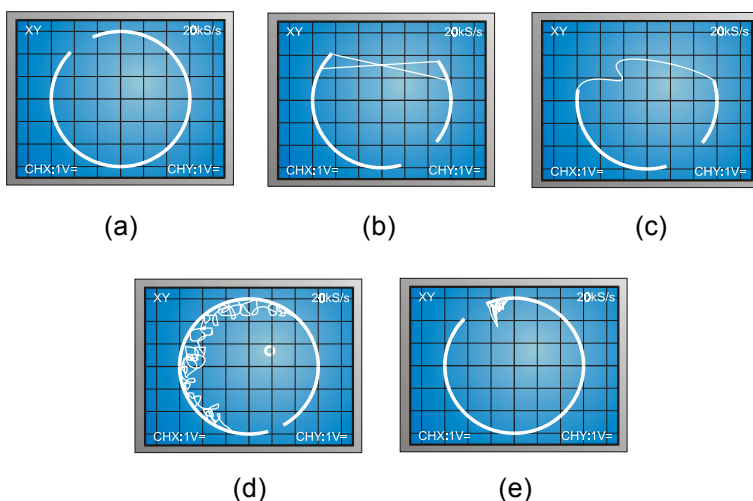 XY 20kS/s
CHX:1V= CHY:1V=
(a)
XY 20kS/s
CHX:1V= CHY:1V=
(b)
XY 20kS/s
CHX:1V= CHY:1V=
(c)
XY 20kS/s
CHX:1V= CHY:1V=
(d)
XY 20kS/s
CHX:1V= CHY:1V=
(e)